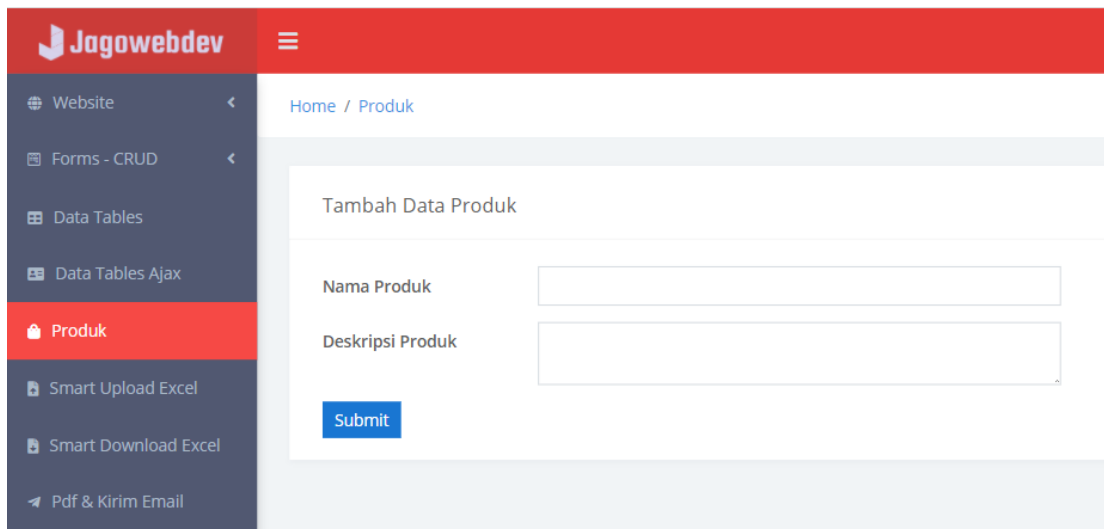 Jagowebdev
Website
Forms - CRUD
Data Tables
Data Tables Ajax
Produk
Smart Upload Excel
Smart Download Excel
Pdf & Kirim Email
Home / Produk
Tambah Data Produk
Nama Produk
Deskripsi Produk
Submit